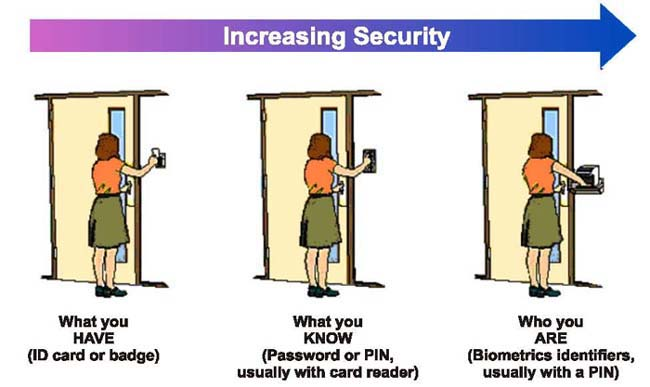 Increasing Security
What you
HAVE
(ID card or badge)
What you
KNOW
(Password or PIN,
usually with card reader)
Who you
ARE
(Biometrics identifiers,
usually with a PIN)